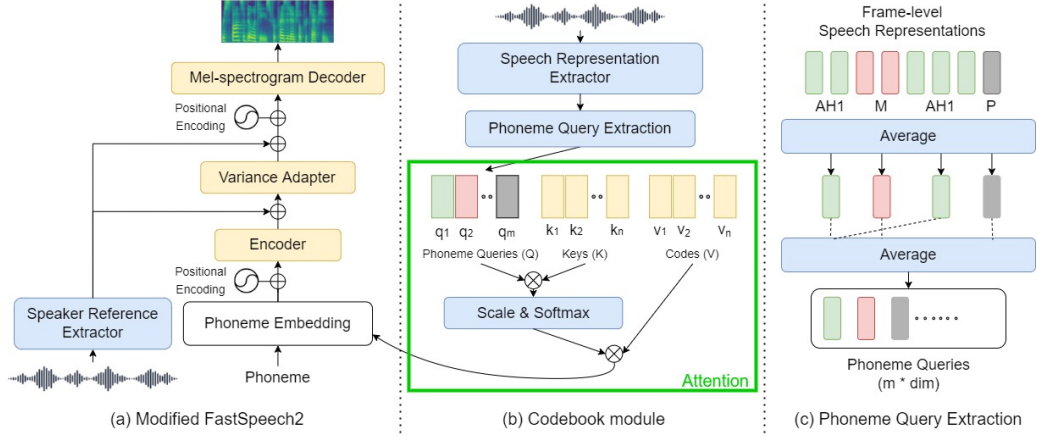 Mel-spectrogram Decoder
Positional
Encoding
Variance Adapter
Encoder
Positional
Encoding
Speaker Reference
Extractor
Phoneme Embedding
Phoneme
(a) Modified FastSpeech2
Speech Representation
Extractor
Phoneme Query Extraction
q1 q2 qm k1 k2 kn v1 v2 vn
Phoneme Queries (Q) Keys (K) Codes (V)
Scale & Softmax
Attention
(b) Codebook module
Frame-level
Speech Representations
AH1 M AH1 P
Average
Average
Phoneme Queries
(m * dim)
(c) Phoneme Query Extraction